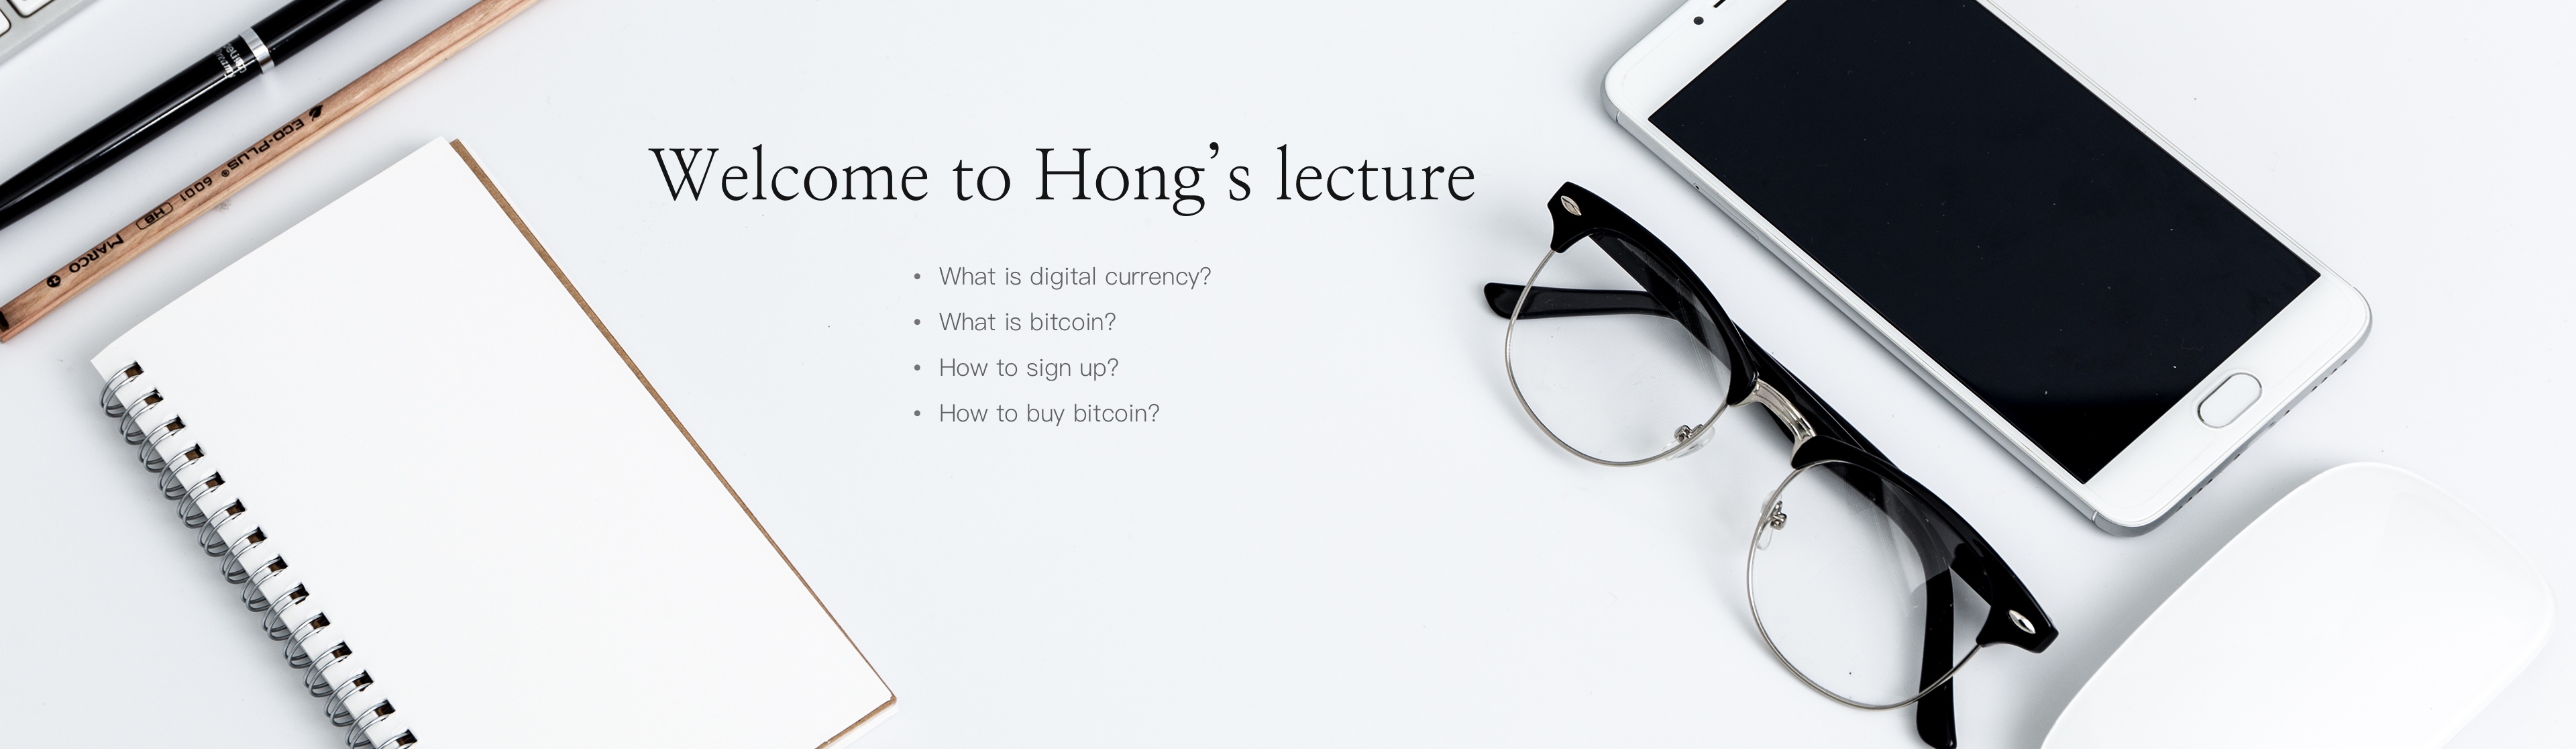 Welcome to Hong’s lecture
• What is digital currency?
• What is bitcoin?
• How to sign up?
• How to buy bitcoin?
MARCO HB 6001 ® ECO-PLUS